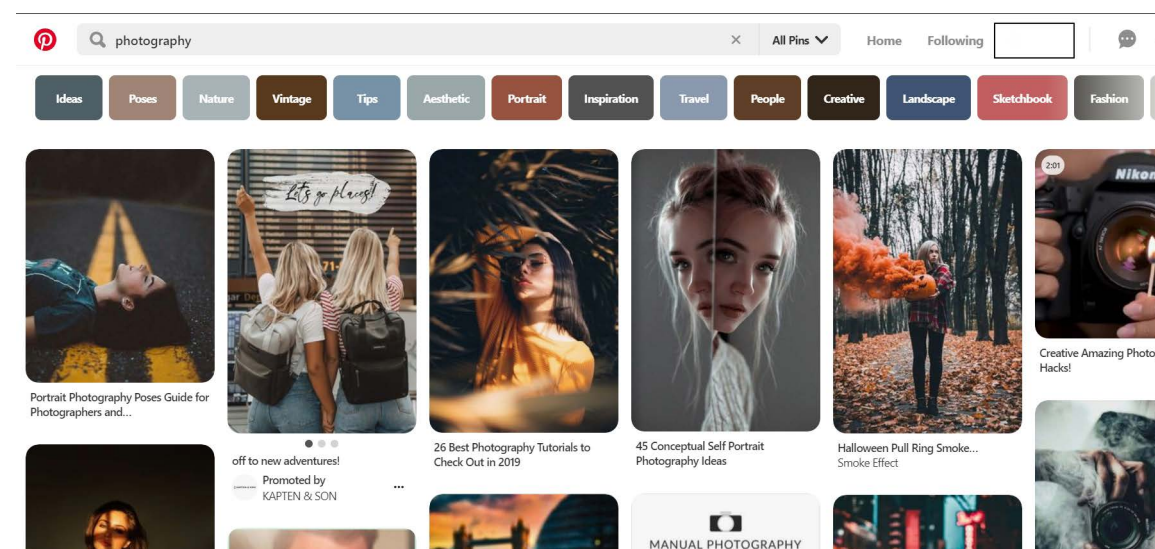 photography
All Pins
Home
Following
Ideas
Poses
Nature
Vintage
Tips
Aesthetic
Portrait
Inspiration
Travel
People
Creative
Landscape
Sketchbook
Fashion
Let's go places!
71-
2:01
Nikon
Portrait Photography Poses Guide for
Photographers and...
off to new adventures!
Promoted by
KAPTEN & SON
26 Best Photography Tutorials to
Check Out in 2019
45 Conceptual Self Portrait
Photography Ideas
Halloween Pull Ring Smoke...
Smoke Effect
Creative Amazing Photo
Hacks!
MANUAL PHOTOGRAPHY